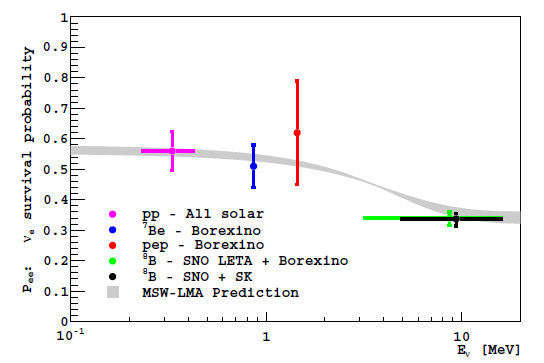 1
0.9
0.8
0.7
0.6
0.5
0.4
0.3
0.2
0.1
0
Pee: νe survival probability
pp - All solar
7Be - Borexino
pep - Borexino
8B - SNO LETA + Borexino
8B - SNO + SK
MSW-LMA Prediction
10-1 1 10
Eν [MeV]